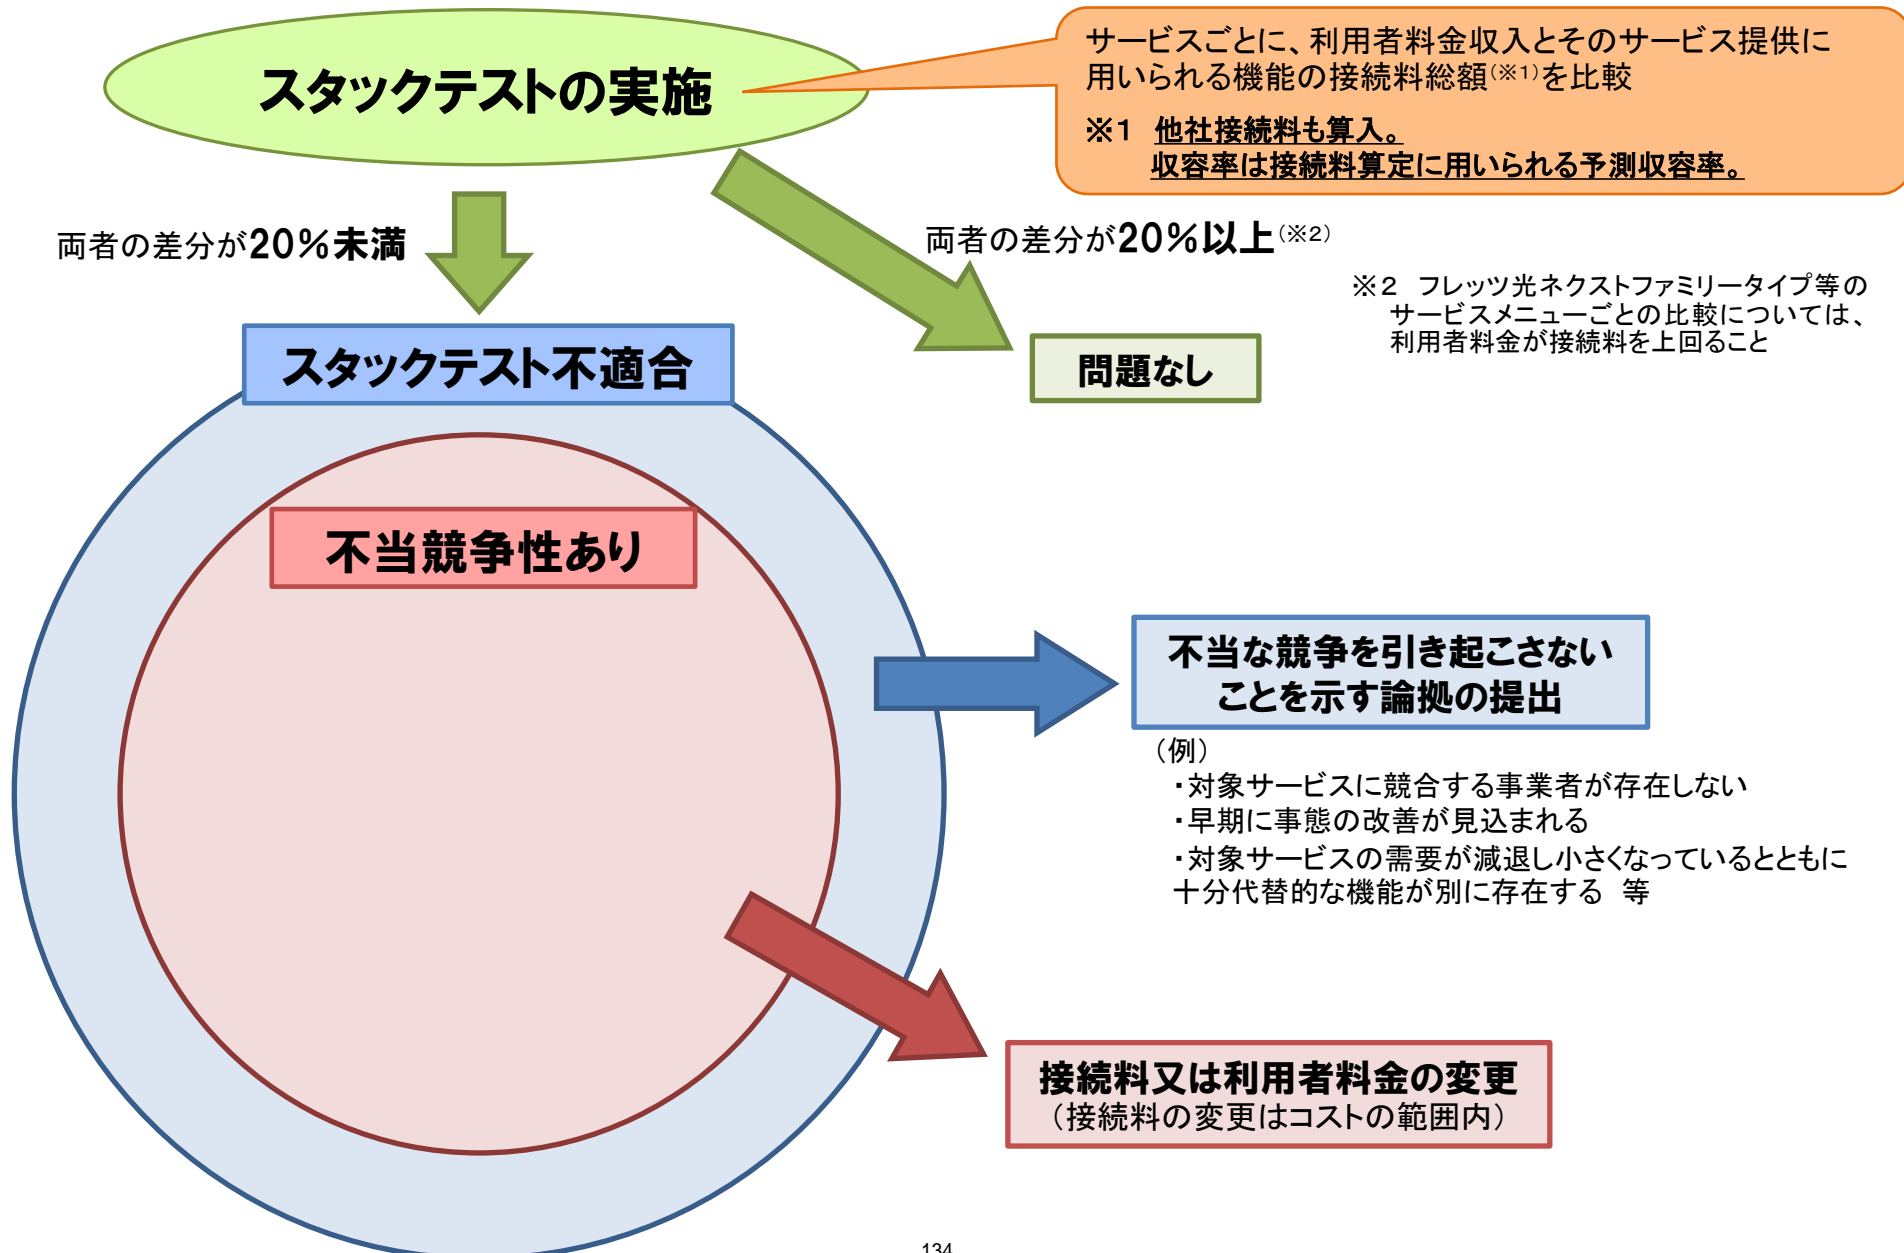 スタックテストの実施
サービスごとに、利用者料金収入とそのサービス提供に
用いられる機能の接続料総額(※1)を比較
※1 他社接続料も算入。
収容率は接続料算定に用いられる予測収容率。
両者の差分が20%未満
両者の差分が20%以上(※2)
※2 フレッツ光ネクストファミリータイプ等の
サービスメニューごとの比較については、
利用者料金が接続料を上回ること
スタックテスト不適合
問題なし
不当競争性あり
不当な競争を引き起こさない
ことを示す論拠の提出
(例)
・対象サービスに競合する事業者が存在しない
・早期に事態の改善が見込まれる
・対象サービスの需要が減退し小さくなっているとともに
十分代替的な機能が別に存在する 等
接続料又は利用者料金の変更
(接続料の変更はコストの範囲内)
134